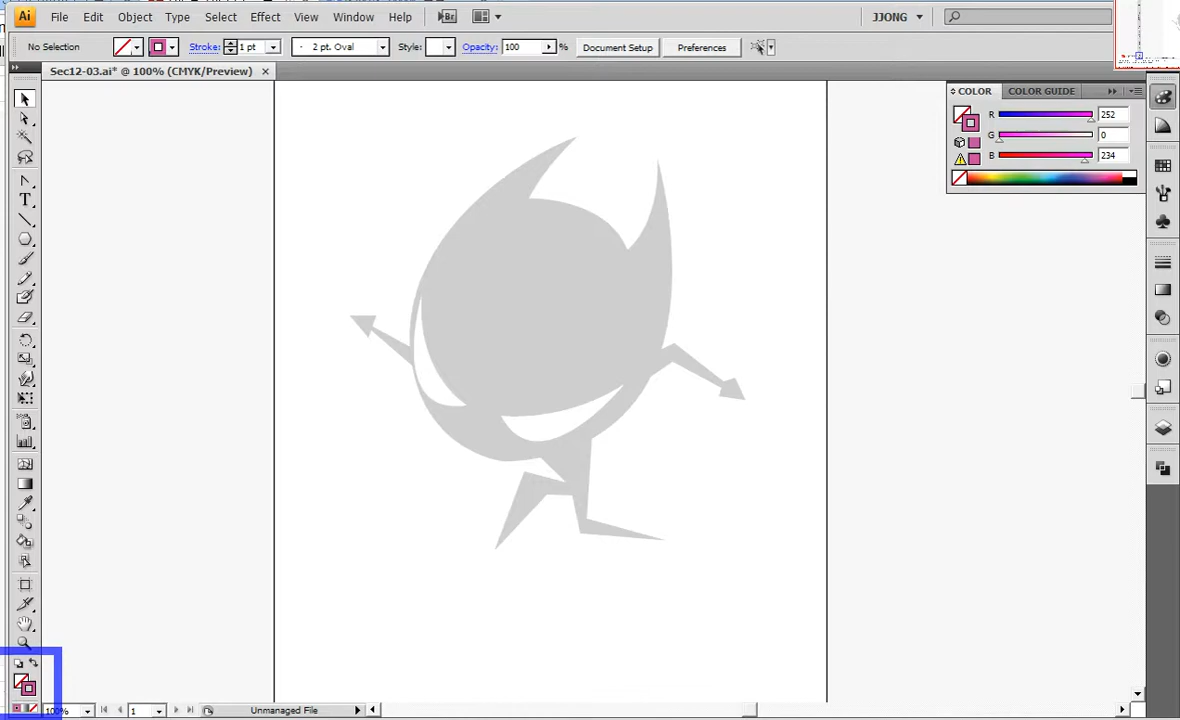 Ai File Edit Object Type Select Effect View Window Help Br JJONG
No Selection Stroke: 1 pt 2 pt. Oval Style: Opacity: 100 % Document Setup Preferences
Sec12-03.ai* @ 100% (CMYK/Preview)
COLOR COLOR GUIDE
R 252
G 0
B 234
T
100% 1 Unmanaged File